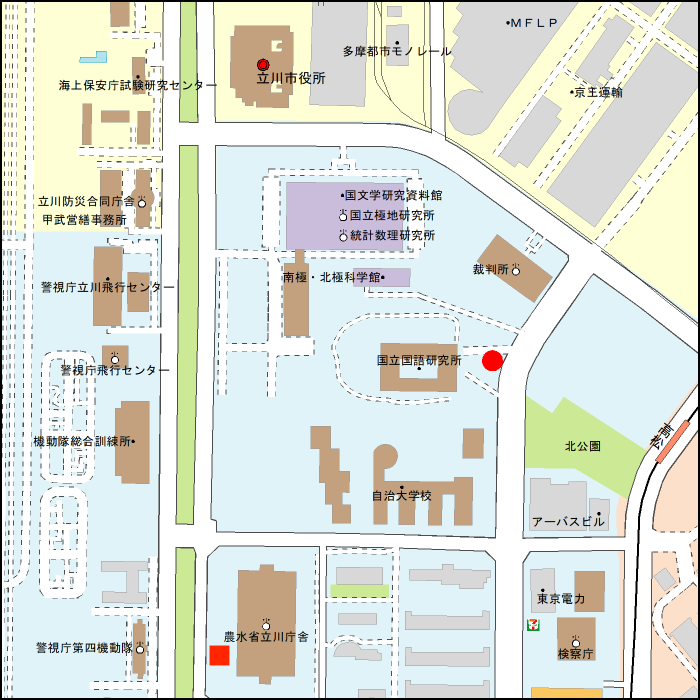 MFLP
多摩都市モノレール
立川市役所
海上保安庁試験研究センター
京王運輸
国文学研究資料館
立川防災合同庁舎
国立極地研究所
甲武営繕事務所
統計数理研究所
裁判所
南極・北極科学館
警視庁立川飛行センター
国立国語研究所
警視庁飛行センター
高松
機動隊総合訓練所
北公園
自治大学校
アーバスビル
東京電力
農水省立川庁舎
警視庁第四機動隊
検察庁